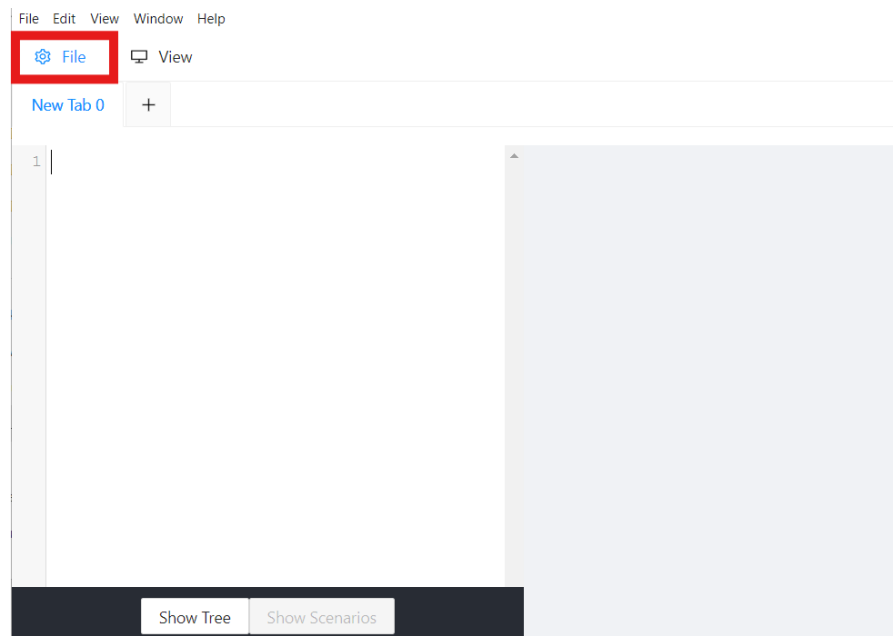 File Edit View Window Help
File View
New Tab 0 +
1
Show Tree Show Scenarios